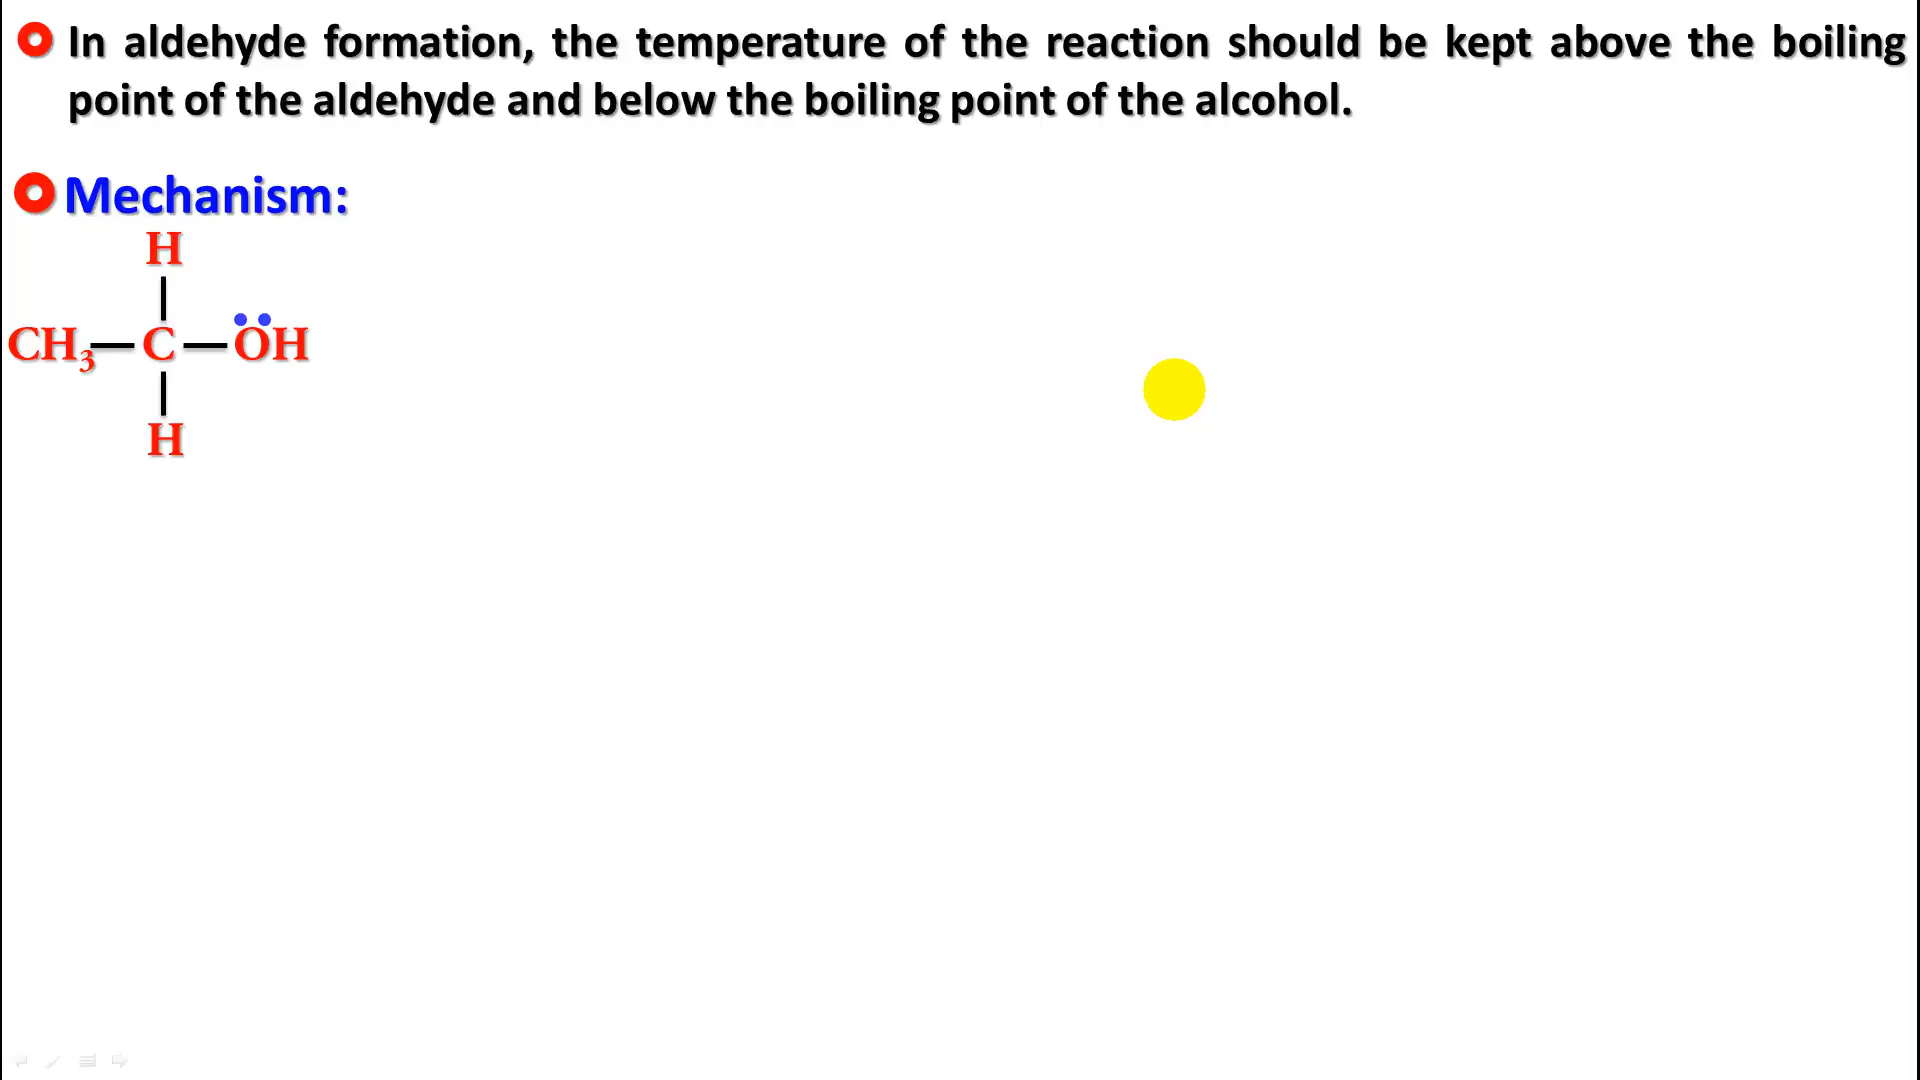 In aldehyde formation, the temperature of the reaction should be kept above the boiling
point of the aldehyde and below the boiling point of the alcohol.
Mechanism:
H
CH₃—C—OH
H